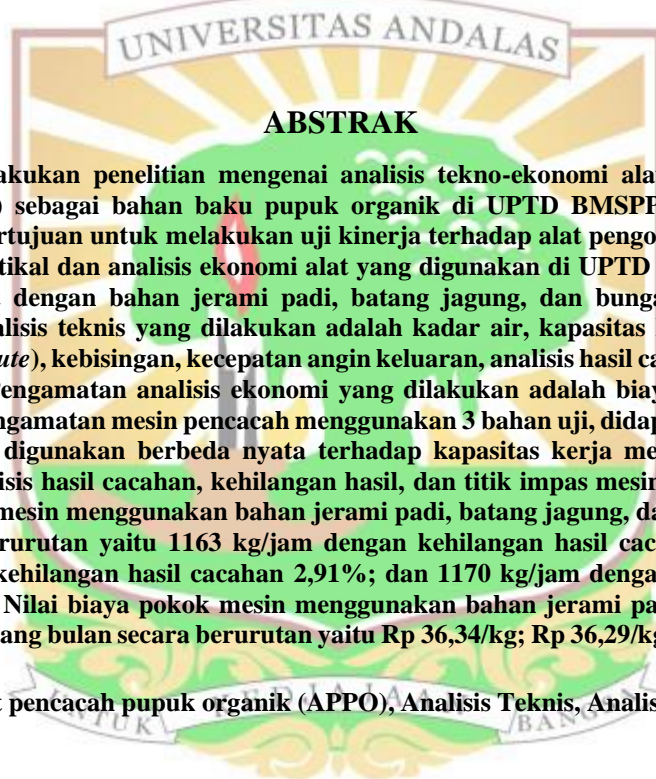 UNIVERSITAS ANDALAS
ABSTRAK
akukan penelitian mengenai analisis tekno-ekonomi ala
) sebagai bahan baku pupuk organik di UPTD BMSPP
ertujuan untuk melakukan uji kinerja terhadap alat pengo
tikal dan analisis ekonomi alat yang digunakan di UPTD
dengan bahan jerami padi, batang jagung, dan bunga
alisis teknis yang dilakukan adalah kadar air, kapasitas
ute), kebisingan, kecepatan angin keluaran, analisis hasil ca
Pengamatan analisis ekonomi yang dilakukan adalah biay
ngamatan mesin pencacah menggunakan 3 bahan uji, didap
digunakan berbeda nyata terhadap kapasitas kerja me
isis hasil cacahan, kehilangan hasil, dan titik impas mesin
mesin menggunakan bahan jerami padi, batang jagung, da
erurutan yaitu 1163 kg/jam dengan kehilangan hasil cac
kehilangan hasil cacahan 2,91%; dan 1170 kg/jam denga
Nilai biaya pokok mesin menggunakan bahan jerami pa
ang bulan secara berurutan yaitu Rp 36,34/kg; Rp 36,29/kg
t pencacah pupuk organik (APPO), Analisis Teknis, Analis
UNTUK KEDJAJAAN BANGSA